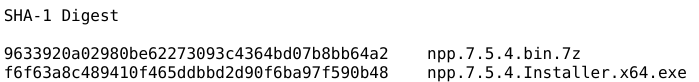 SHA-1 Digest
9633920a02980be62273093c4364bd07b8bb64a2    npp.7.5.4.bin.7z
f6f63a8c489410f465ddbbd2d90f6ba97f590b48    npp.7.5.4.Installer.x64.exe